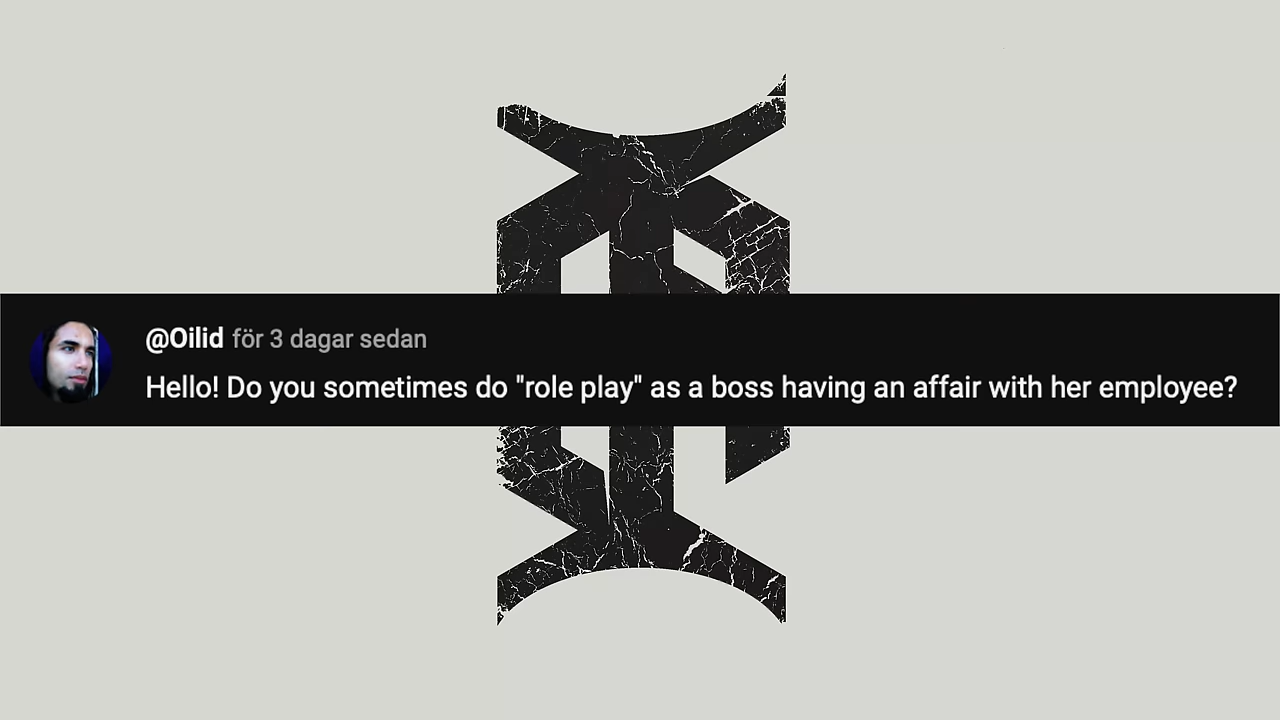 @Oilid för 3 dagar sedan
Hello! Do you sometimes do "role play" as a boss having an affair with her employee?